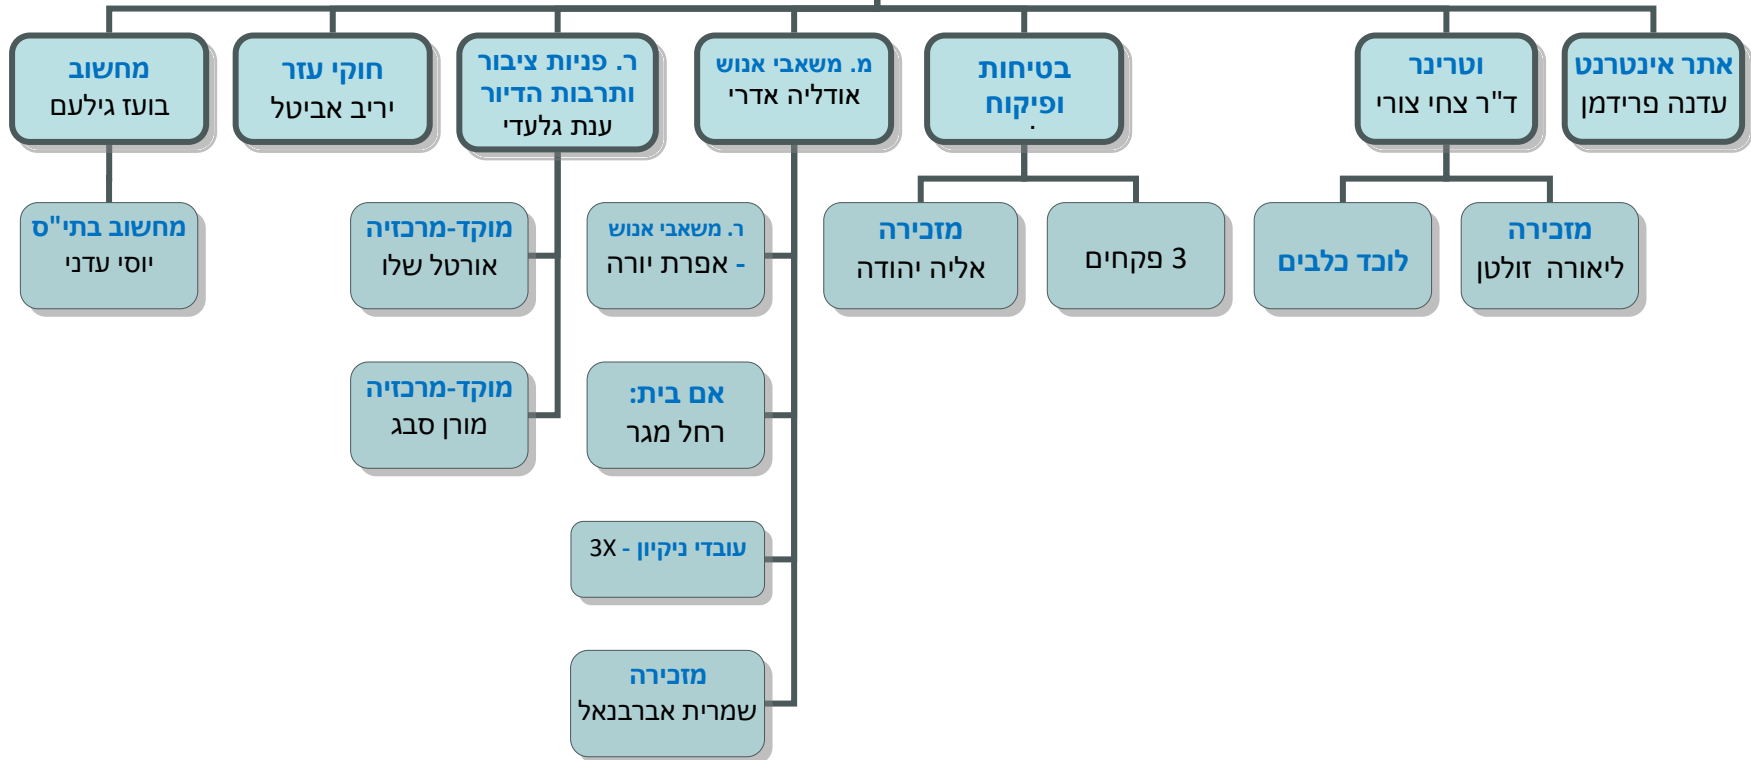 אתר אינטרנט
עדנה פרידמן
וטרינר
ד"ר צחי צורי
בטיחות
ופיקוח
.
מ. משאבי אנוש
אודליה אדרי
ר. פניות ציבור
ותרבות הדיור
ענת גלעדי
חוקי עזר
יריב אביטל
מחשוב
בועז גילעם
מזכירה
ליאורה זולטן
לוכד כלבים
3 פקחים
מזכירה
אליה יהודה
ר. משאבי אנוש
- אפרת יורה
מוקד-מרכזיה
אורטל שלו
מחשוב בתי"ס
יוסי עדני
אם בית:
רחל מגר
מוקד-מרכזיה
מורן סבג
עובדי ניקיון - 3X
מזכירה
שמרית אברבנאל